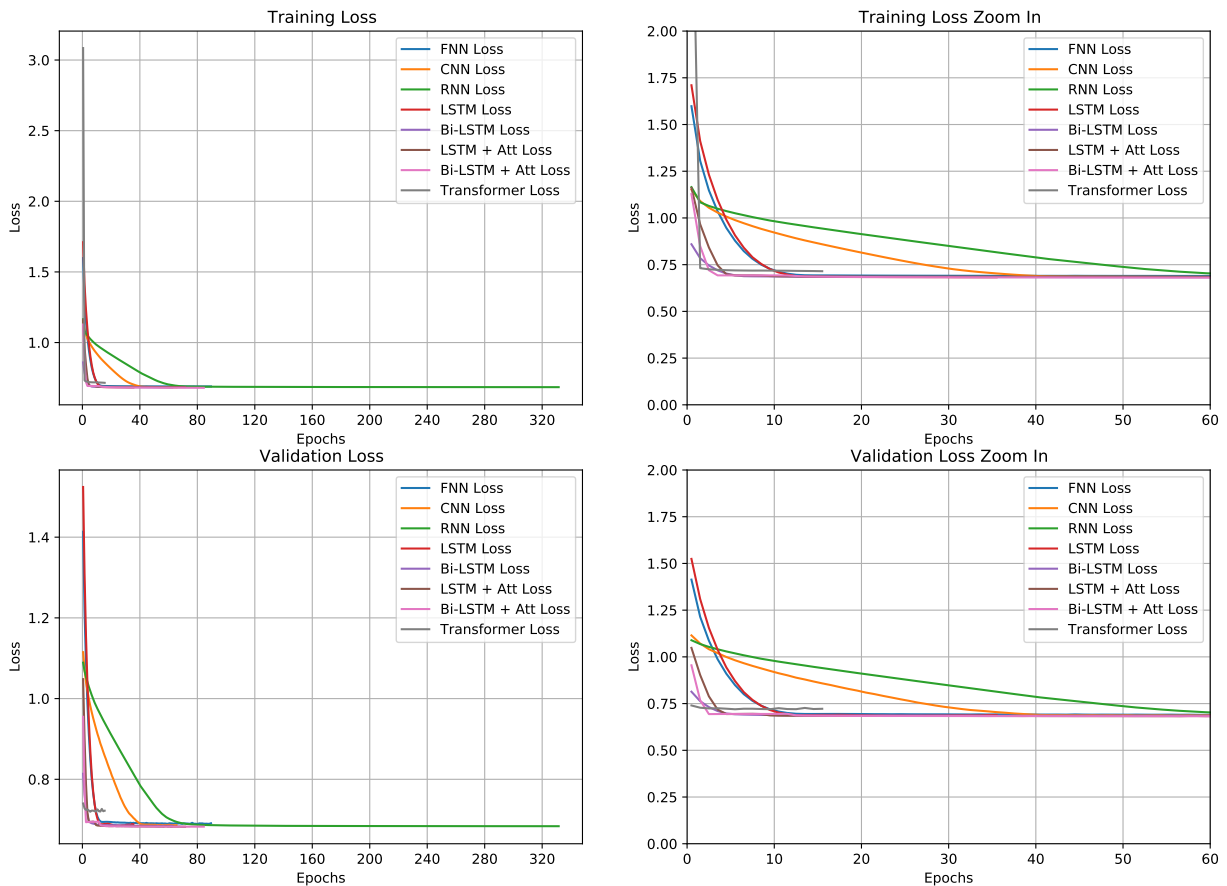 Training Loss
Loss
3.0
2.5
2.0
1.5
1.0
0 40 80 120 160 200 240 280 320
Epochs
FNN Loss
CNN Loss
RNN Loss
LSTM Loss
Bi-LSTM Loss
LSTM + Att Loss
Bi-LSTM + Att Loss
Transformer Loss
Training Loss Zoom In
Loss
2.00
1.75
1.50
1.25
1.00
0.75
0.50
0.25
0.00
0 10 20 30 40 50 60
Epochs
FNN Loss
CNN Loss
RNN Loss
LSTM Loss
Bi-LSTM Loss
LSTM + Att Loss
Bi-LSTM + Att Loss
Transformer Loss
Validation Loss
Loss
1.4
1.2
1.0
0.8
0 40 80 120 160 200 240 280 320
Epochs
FNN Loss
CNN Loss
RNN Loss
LSTM Loss
Bi-LSTM Loss
LSTM + Att Loss
Bi-LSTM + Att Loss
Transformer Loss
Validation Loss Zoom In
Loss
2.00
1.75
1.50
1.25
1.00
0.75
0.50
0.25
0.00
0 10 20 30 40 50 60
Epochs
FNN Loss
CNN Loss
RNN Loss
LSTM Loss
Bi-LSTM Loss
LSTM + Att Loss
Bi-LSTM + Att Loss
Transformer Loss